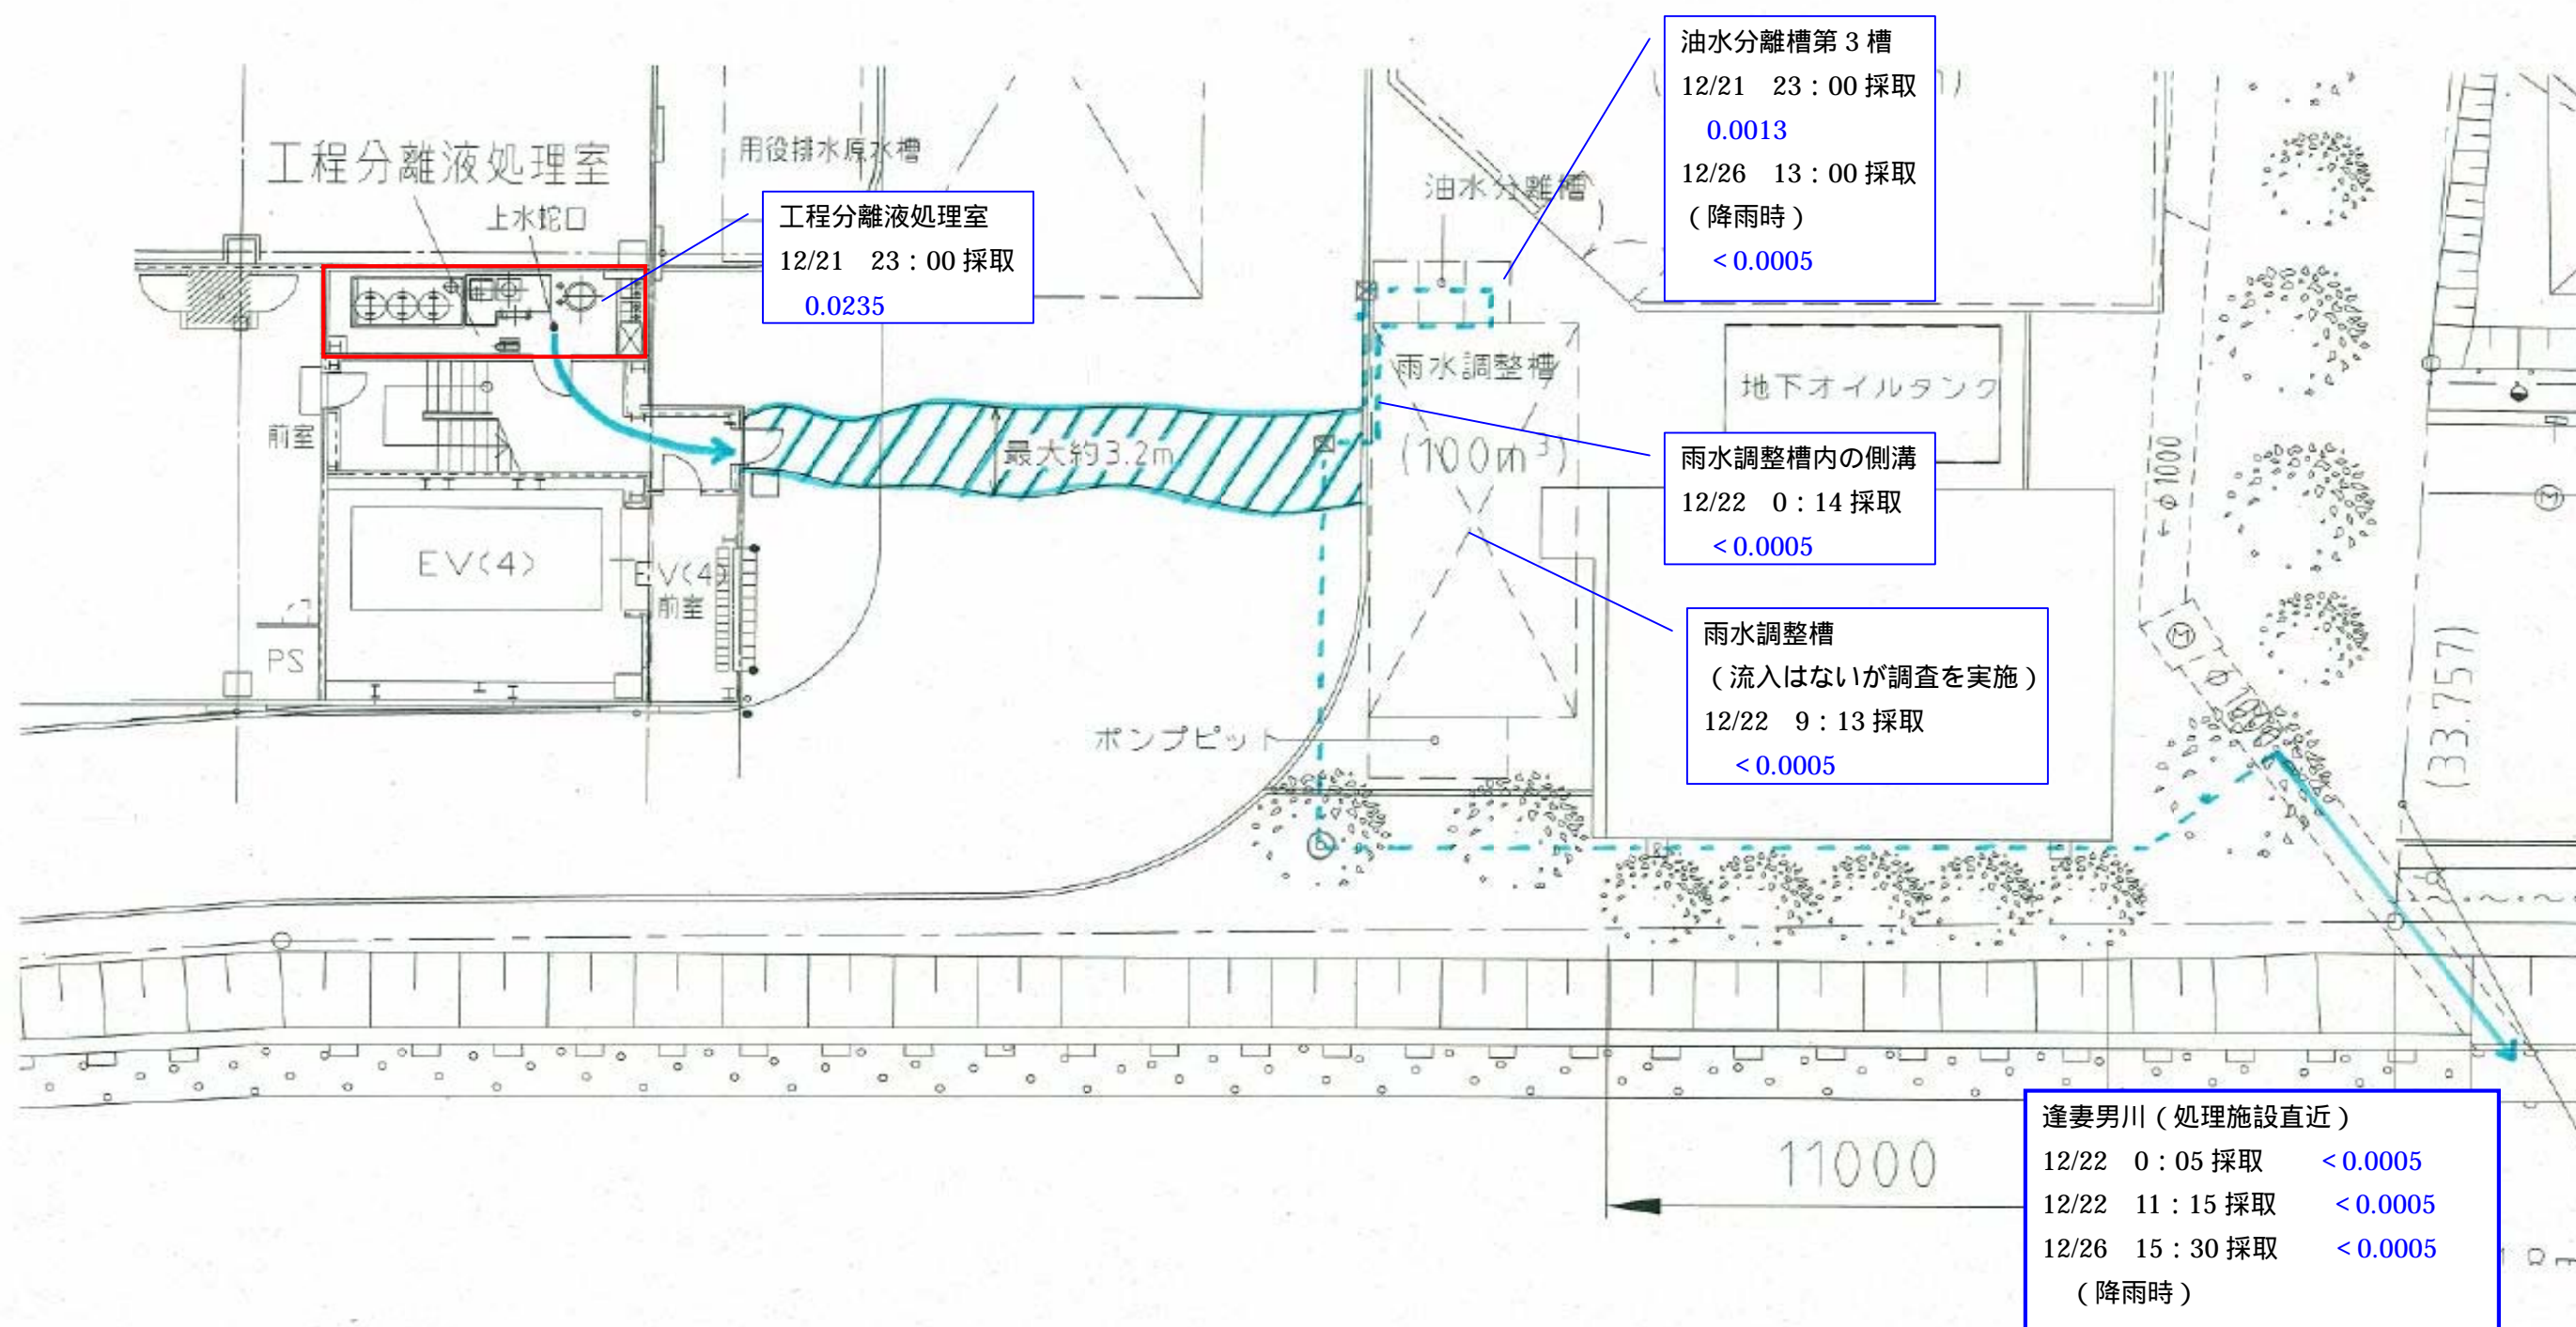 油水分離槽第３槽
12/21　23：00 採取
0.0013
12/26　13：00 採取
（降雨時）
＜0.0005
工程分離液処理室
上水蛇口
用役排水原水槽
油水分離槽
工程分離液処理室
12/21　23：00 採取
0.0235
雨水調整槽
(100m³)
地下オイルタンク
前室
最大約3.2m
雨水調整槽内の側溝
12/22　0：14 採取
＜0.0005
φ1000
EV(4)
EV(4)
前室
PS
雨水調整槽
（流入はないが調査を実施）
12/22　9：13 採取
＜0.0005
ポンプピット
(33.757)
11000
逢妻男川（処理施設直近）
12/22　0：05 採取　＜0.0005
12/22　11：15 採取　＜0.0005
12/26　15：30 採取　＜0.0005
（降雨時）